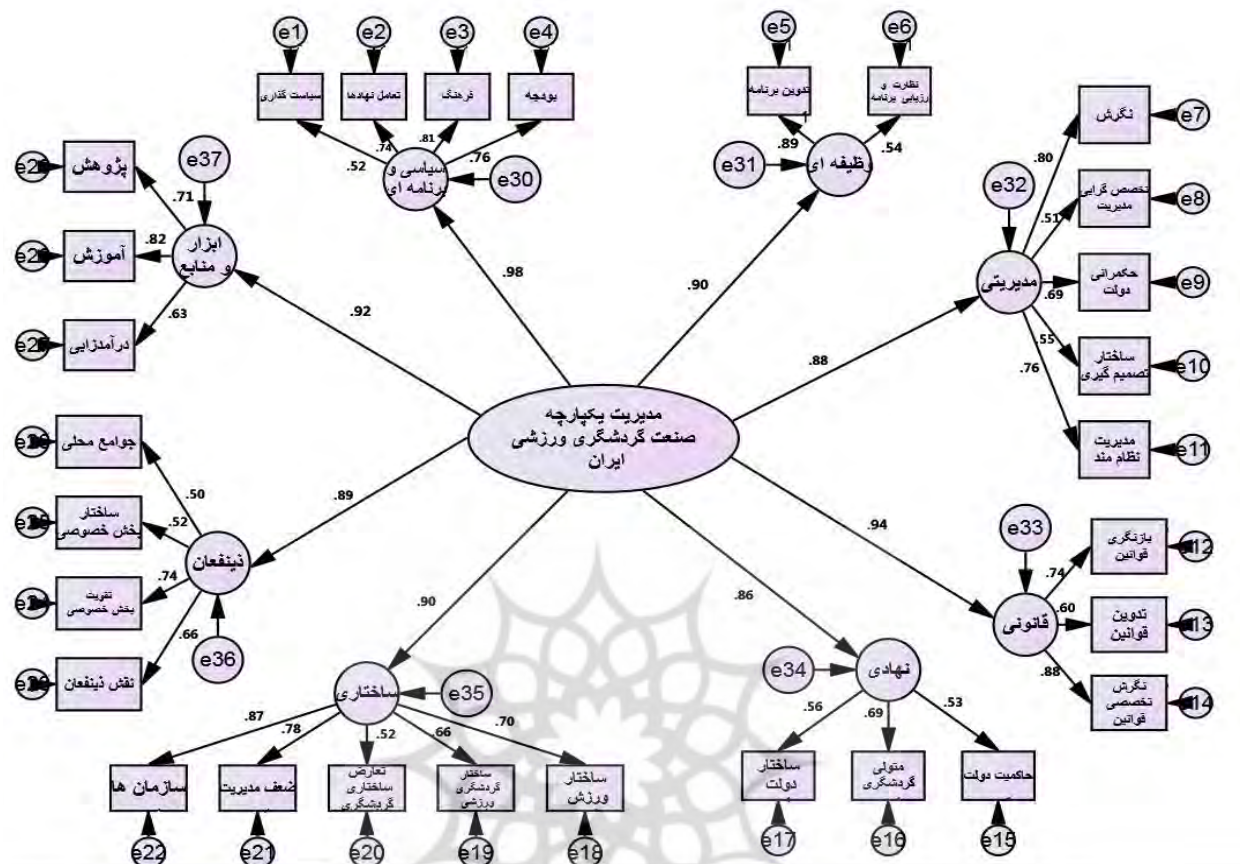 e1
e2
e3
e4
e5
e6
سیاست گذاری
تعامل نهادها
فرهنگ
بودجه
تدوین برنامه
1
1
نظارت و
رزیابی برنامه
.52
.74
.81
.76
.89
.54
سیاسی و
برنامه ای
e30
e31
وظیفه ای
e37
پژوهش
آموزش
درآمدزایی
.71
.82
.63
ابزار
و منابع
e32
مدیریتی
نگرش
e7
تخصص گرایی
مدیریت
e8
حکمرانی
دولت
e9
ساختار
تصمیم گیری
e10
مدیریت
نظام مند
e11
.80
.51
.69
.55
.76
.98
.90
.92
.88
مدیریت یکپارچه
صنعت گردشگری ورزشی
ایران
.89
.94
.90
.86
جوامع محلی
ساختار
بخش خصوصی
تقویت
بخش خصوصی
نقش ذینفعان
.50
.52
.74
.66
ذینفعان
e36
e33
قانونی
.74
.60
.88
بازنگری
قوانین
تدوین
قوانین
نگرش
تخصصی
قوانین
ساختاری
e35
.87
.78
.52
.66
.70
سازمان ها
ضعف مدیریت
تعارض
ساختاری
گردشگری
ساختار
گردشگری
ورزشی
ساختار
ورزش
e22
e21
e20
e19
e18
e34
نهادی
.56
.69
.53
ساختار
دولت
متولی
گردشگری
حاکمیت دولت
e17
e16
e15